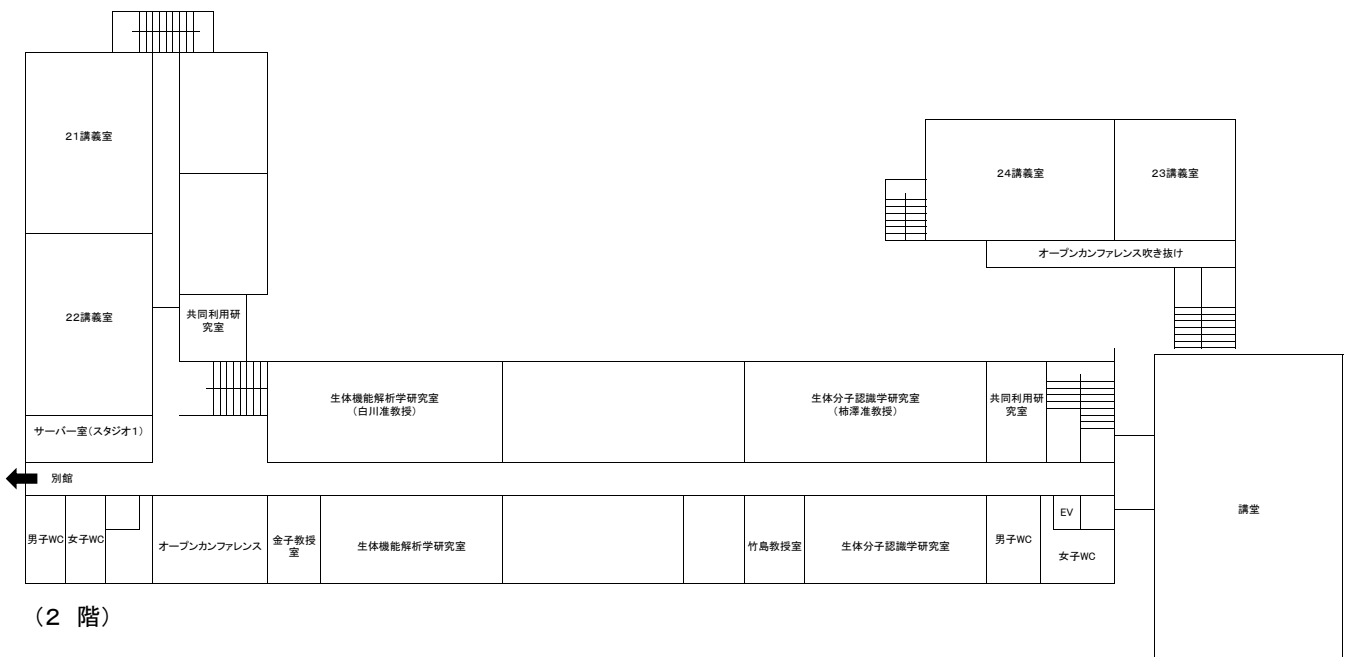 21講義室
24講義室
23講義室
オープンカンファレンス吹き抜け
22講義室
共同利用研
究室
生体機能解析学研究室
(白川准教授)
生体分子認識学研究室
(柿澤准教授)
共同利用研
究室
サーバー室(スタジオ1)
別館
講堂
EV
男子WC
女子WC
オープンカンファレンス
金子教授
室
生体機能解析学研究室
竹島教授室
生体分子認識学研究室
男子WC
女子WC
(2 階)